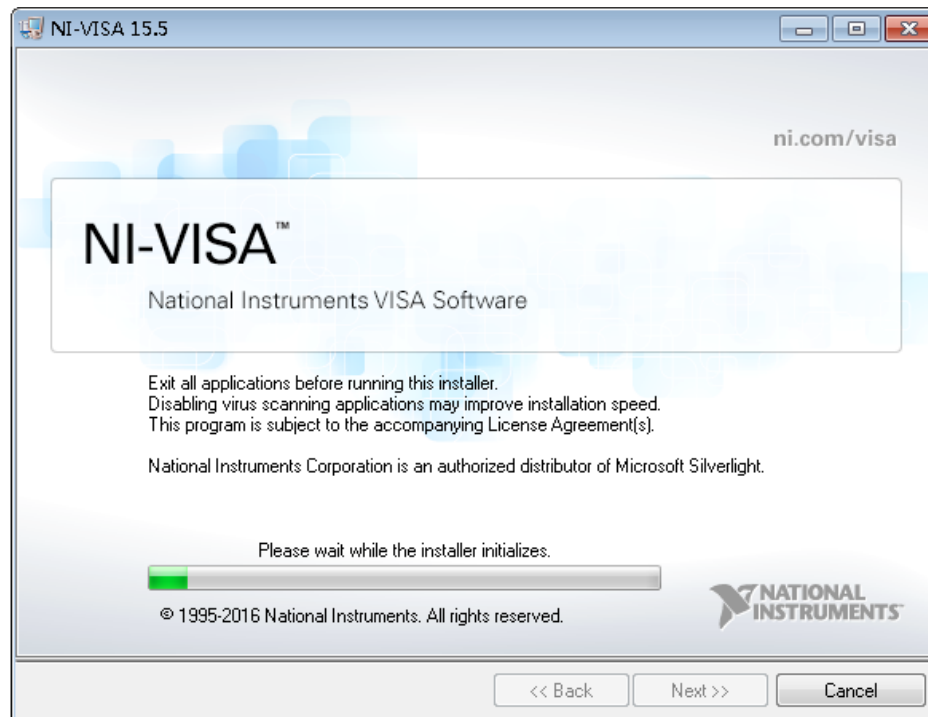 NI-VISA 15.5
ni.com/visa
NI-VISA™
National Instruments VISA Software
Exit all applications before running this installer.
Disabling virus scanning applications may improve installation speed.
This program is subject to the accompanying License Agreement(s).
National Instruments Corporation is an authorized distributor of Microsoft Silverlight.
Please wait while the installer initializes.
© 1995-2016 National Instruments. All rights reserved.
NATIONAL
INSTRUMENTS™
<< Back Next >> Cancel